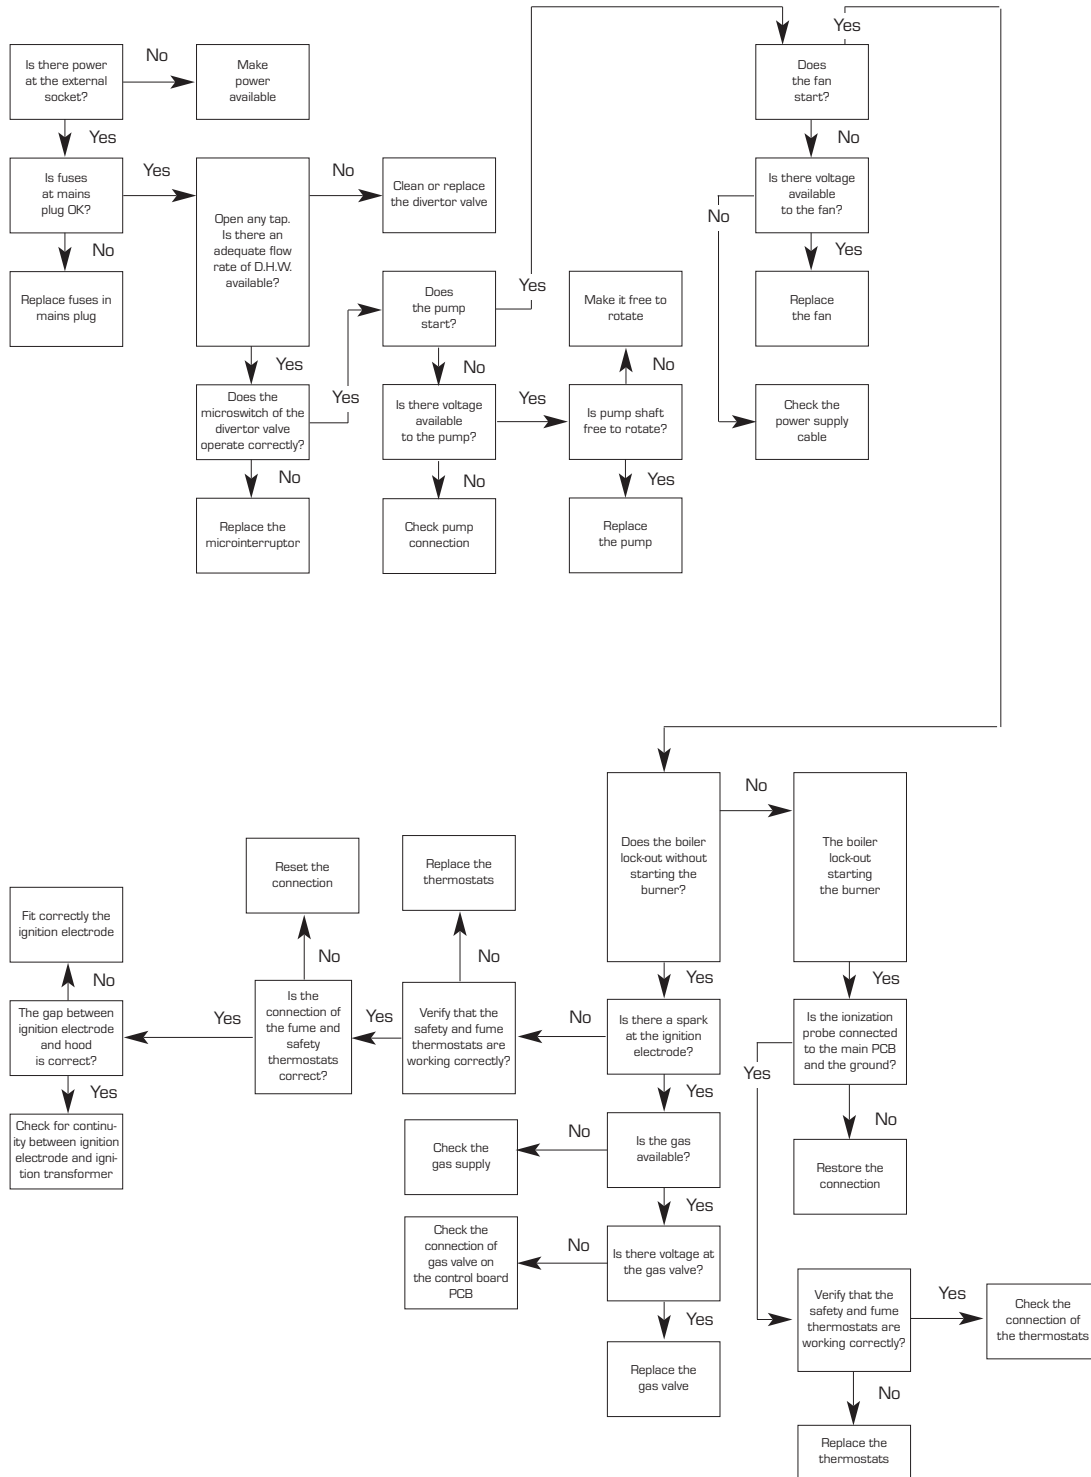 Is there power
at the external
socket?
No
Make
power
available
Yes
Is fuses
at mains
plug OK?
Yes
No
Replace fuses in
mains plug
Open any tap.
Is there an
adequate flow
rate of D.H.W.
available?
No
Clean or replace
the divertor valve
Yes
Does the
microswitch of the
divertor valve
operate correctly?
Yes
No
Replace the
microinterruptor
Does
the pump
start?
Yes
No
Is there voltage
available
to the pump?
Yes
No
Check pump
connection
Is pump shaft
free to rotate?
No
Make it free to
rotate
Yes
Replace
the pump
Does
the fan
start?
Yes
No
Is there voltage
available
to the fan?
No
Yes
Replace
the fan
Check the
power supply
cable
Does the boiler
lock-out without
starting the
burner?
No
The boiler
lock-out
starting
the burner
Yes
Yes
Is there a spark
at the ignition
electrode?
No
Verify that the
safety and fume
thermostats are
working correctly?
No
Replace the
thermostats
Yes
Is the
connection of
the fume and
safety
thermostats
correct?
No
Reset the
connection
Yes
The gap between
ignition electrode
and hood
is correct?
No
Fit correctly the
ignition electrode
Yes
Check for continu-
ity between ignition
electrode and igni-
tion transformer
Yes
Is the gas
available?
No
Check the
gas supply
Yes
Is there voltage at
the gas valve?
No
Check the
connection of
gas valve on
the control board
PCB
Yes
Replace the
gas valve
Is the ionization
probe connected
to the main PCB
and the ground?
Yes
No
Restore the
connection
Verify that the
safety and fume
thermostats are
working correctly?
Yes
Check the
connection of
the thermostats
No
Replace the
thermostats